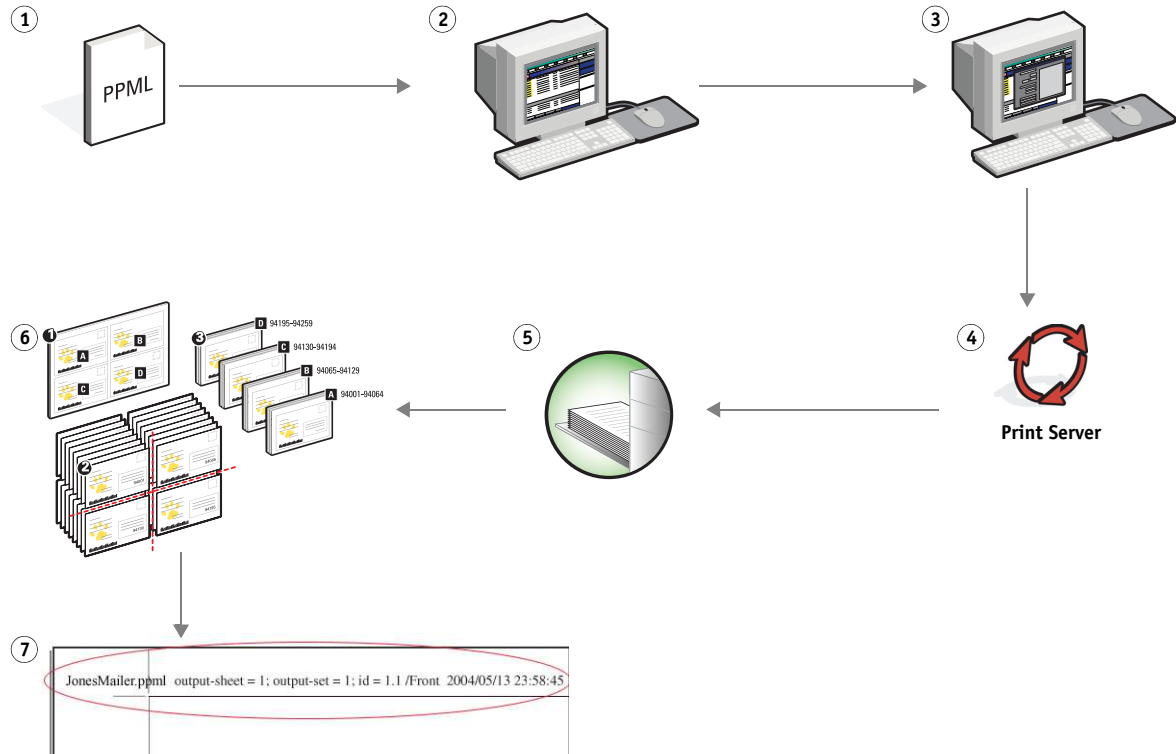 1
2
3
PPML
6
1
A
B
C
D
3
D 94195-94259
C 94130-94194
B 94065-94129
A 94001-94064
5
4
Print Server
2
7
JonesMailer.ppml output-sheet = 1; output-set = 1; id = 1.1 /Front 2004/05/13 23:58:45